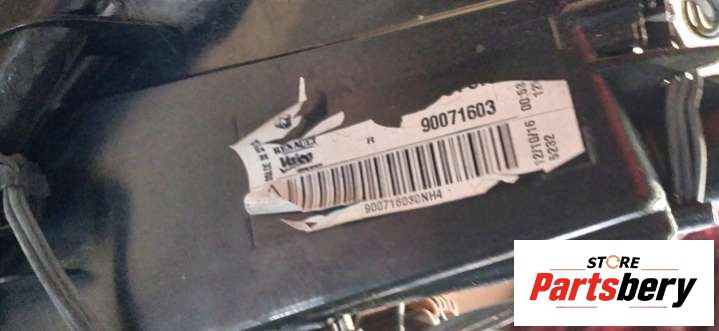 RENAULT
Valeo
R
90071603
900716030NH4
12/10/16
5232
STORE
Partsbery